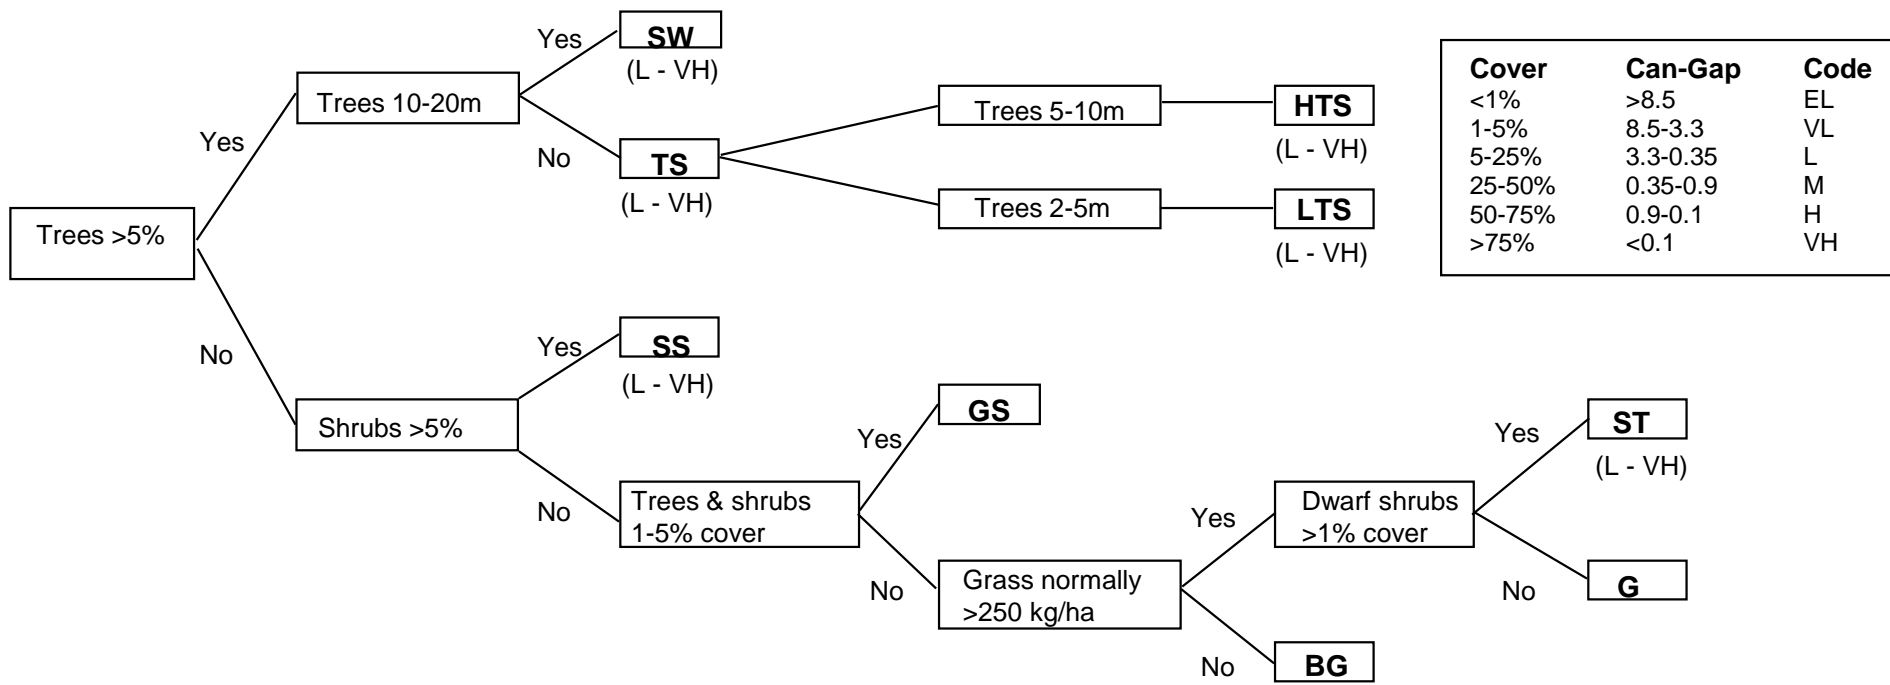 Trees >5%
Yes
No
Trees 10-20m
Yes
No
SW
(L - VH)
TS
(L - VH)
Trees 5-10m
HTS
(L - VH)
Trees 2-5m
LTS
(L - VH)
Cover Can-Gap Code
<1% >8.5 EL
1-5% 8.5-3.3 VL
5-25% 3.3-0.35 L
25-50% 0.35-0.9 M
50-75% 0.9-0.1 H
>75% <0.1 VH
Shrubs >5%
Yes
No
SS
(L - VH)
Trees & shrubs
1-5% cover
Yes
No
GS
Grass normally
>250 kg/ha
Yes
No
Dwarf shrubs
>1% cover
Yes
No
ST
(L - VH)
G
BG